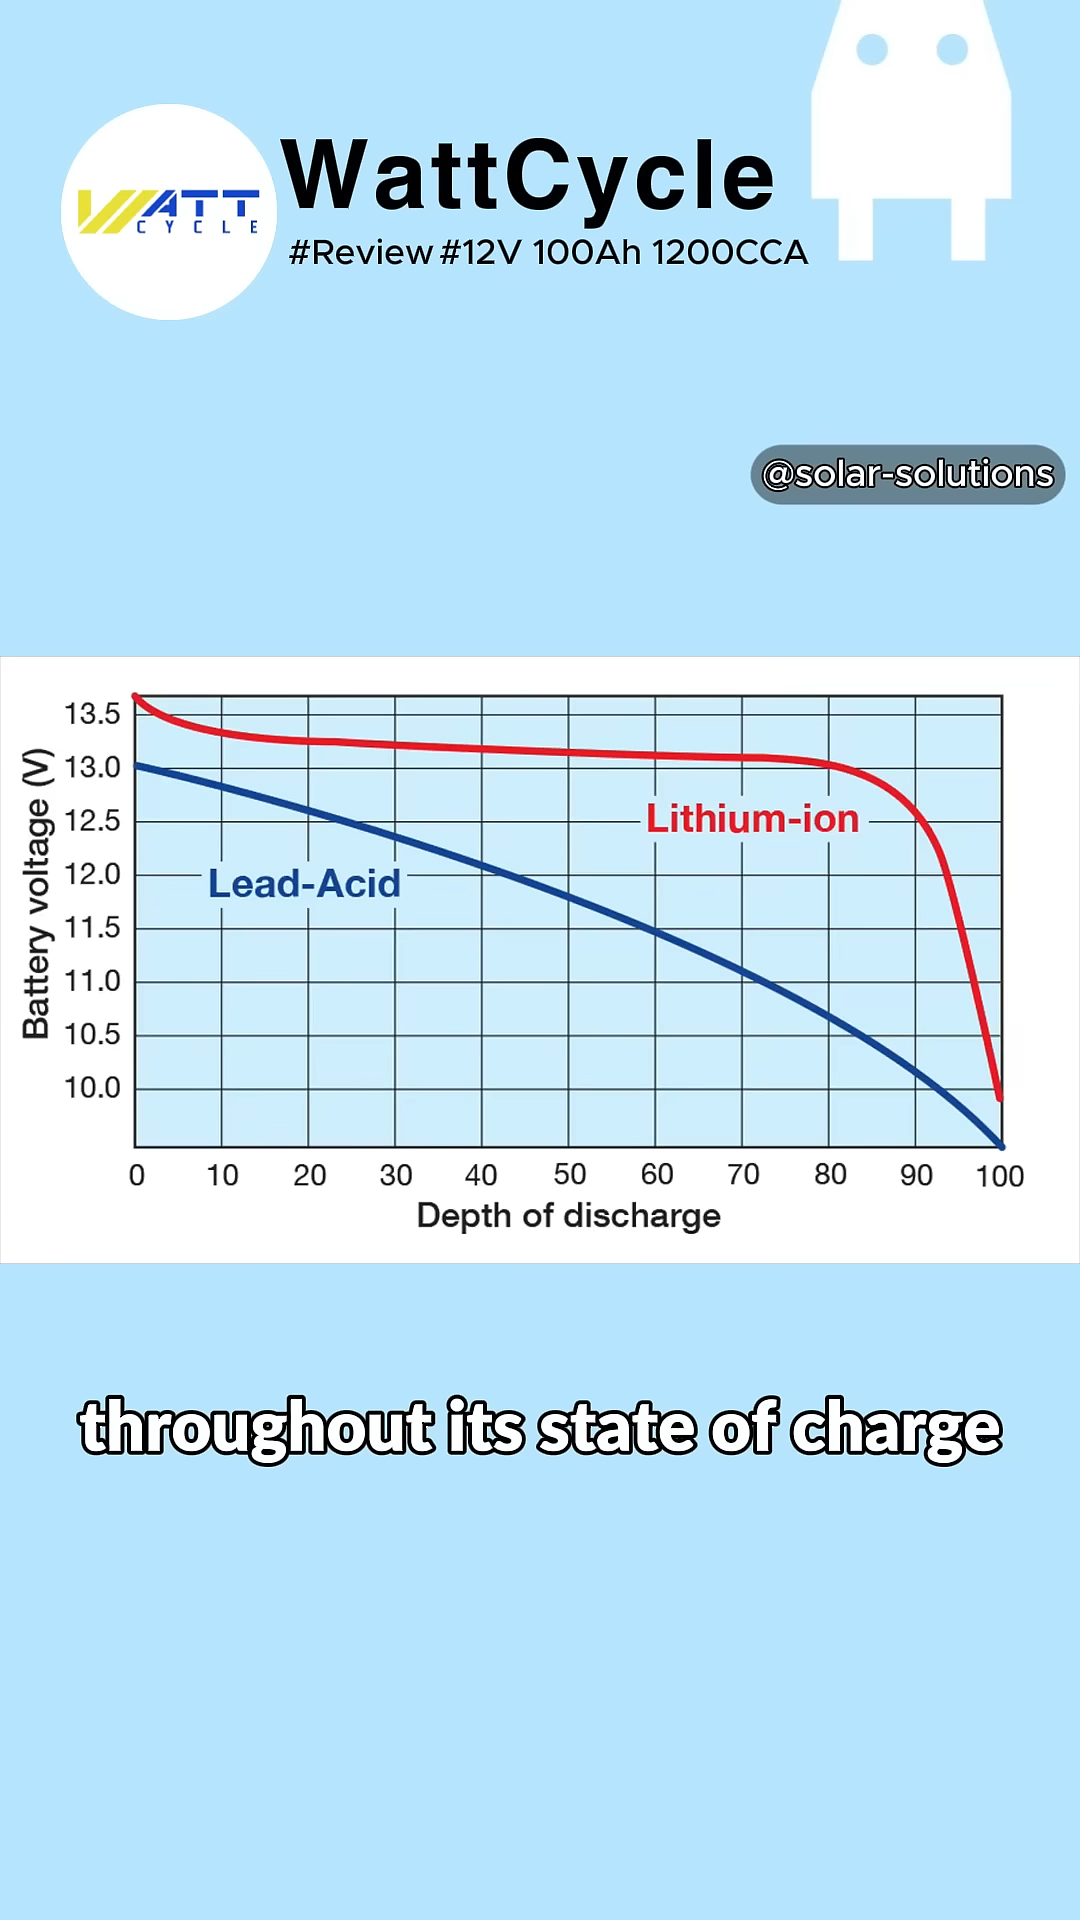 WATT
CYCLE
WattCycle
#Review #12V 100Ah 1200CCA
@solar-solutions
Battery voltage (V)
13.5
13.0
12.5
12.0
11.5
11.0
10.5
10.0
Lithium-ion
Lead-Acid
0 10 20 30 40 50 60 70 80 90 100
Depth of discharge
throughout its state of charge